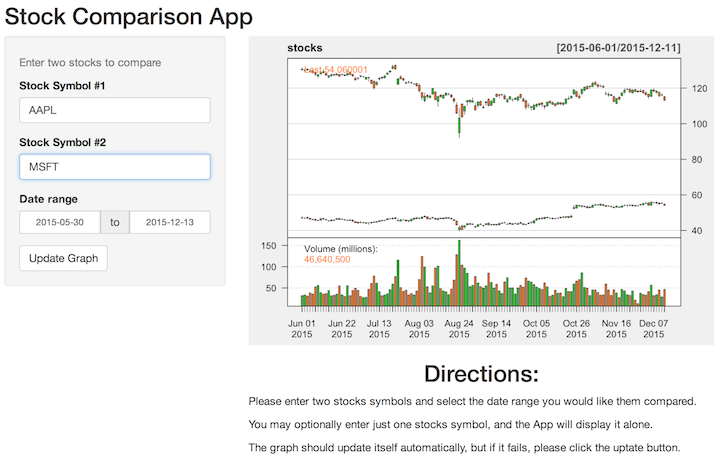 Stock Comparison App
Enter two stocks to compare
Stock Symbol #1
AAPL
Stock Symbol #2
MSFT
Date range
2015-05-30 to 2015-12-13
Update Graph
stocks [2015-06-01/2015-12-11]
Last 54.060001
120
100
80
60
40
Volume (millions):
46,640,500
150
100
50
Jun 01 Jun 22 Jul 13 Aug 03 Aug 24 Sep 14 Oct 05 Oct 26 Nov 16 Dec 07
2015 2015 2015 2015 2015 2015 2015 2015 2015 2015
Directions:
Please enter two stocks symbols and select the date range you would like them compared.
You may optionally enter just one stocks symbol, and the App will display it alone.
The graph should update itself automatically, but if it fails, please click the uptate button.